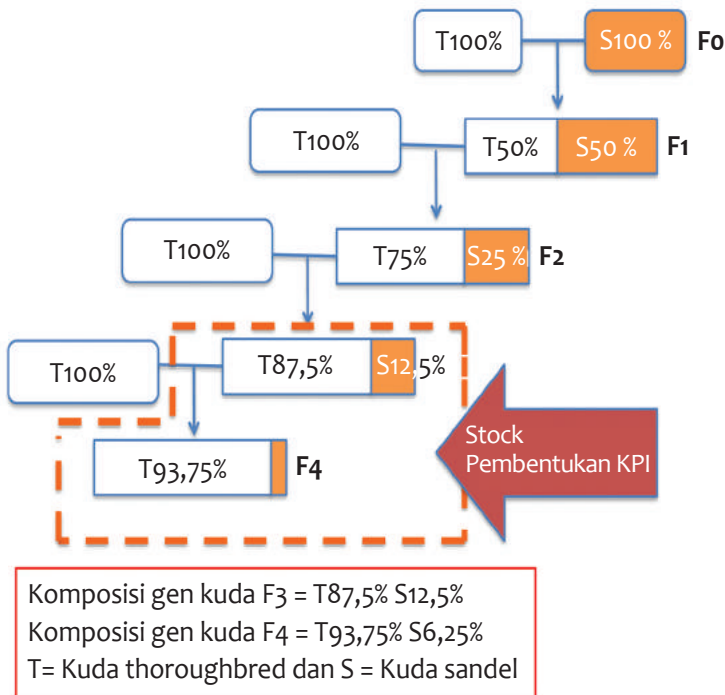 T100%
S100 %
F0
T100%
T50%
S50 %
F1
T100%
T75%
S25 %
F2
T100%
T87,5%
S12,5%
T93,75%
F4
Stock
Pembentukan KPI
Komposisi gen kuda F3 = T87,5% S12,5%
Komposisi gen kuda F4 = T93,75% S6,25%
T= Kuda thoroughbred dan S = Kuda sandel